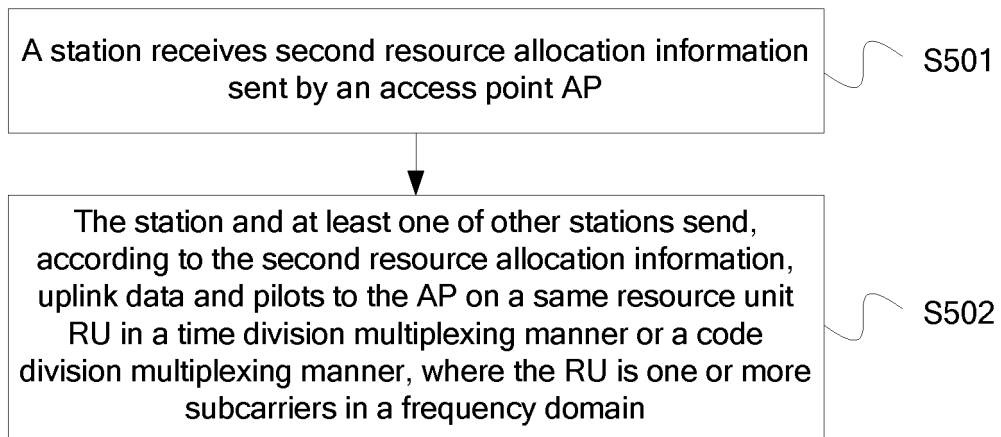 A station receives second resource allocation information
sent by an access point AP
S501
The station and at least one of other stations send,
according to the second resource allocation information,
uplink data and pilots to the AP on a same resource unit
RU in a time division multiplexing manner or a code
division multiplexing manner, where the RU is one or more
subcarriers in a frequency domain
S502